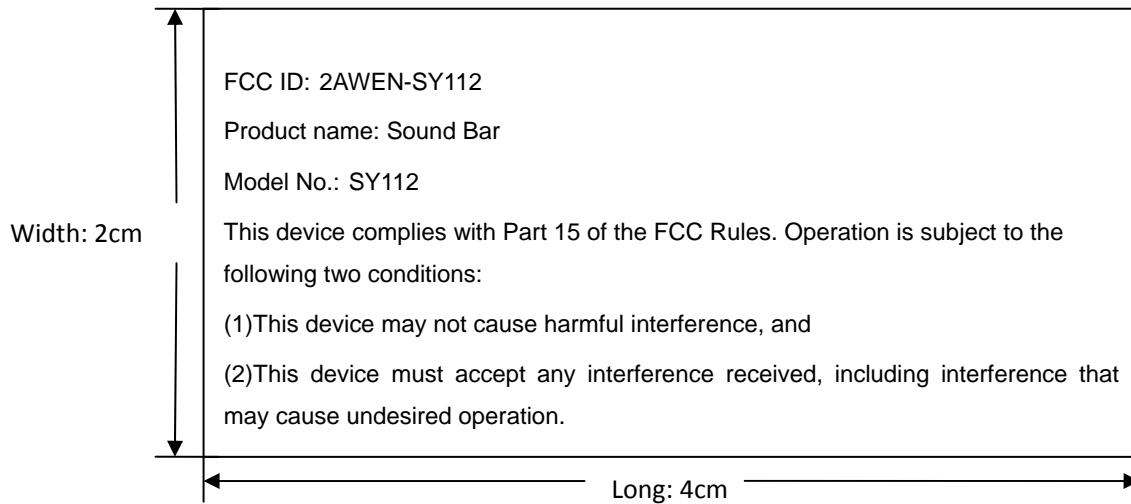 FCC ID: 2AWEN-SY112
Product name: Sound Bar
Model No.: SY112
Width: 2cm
This device complies with Part 15 of the FCC Rules. Operation is subject to the
following two conditions:
(1)This device may not cause harmful interference, and
(2)This device must accept any interference received, including interference that
may cause undesired operation.
Long: 4cm